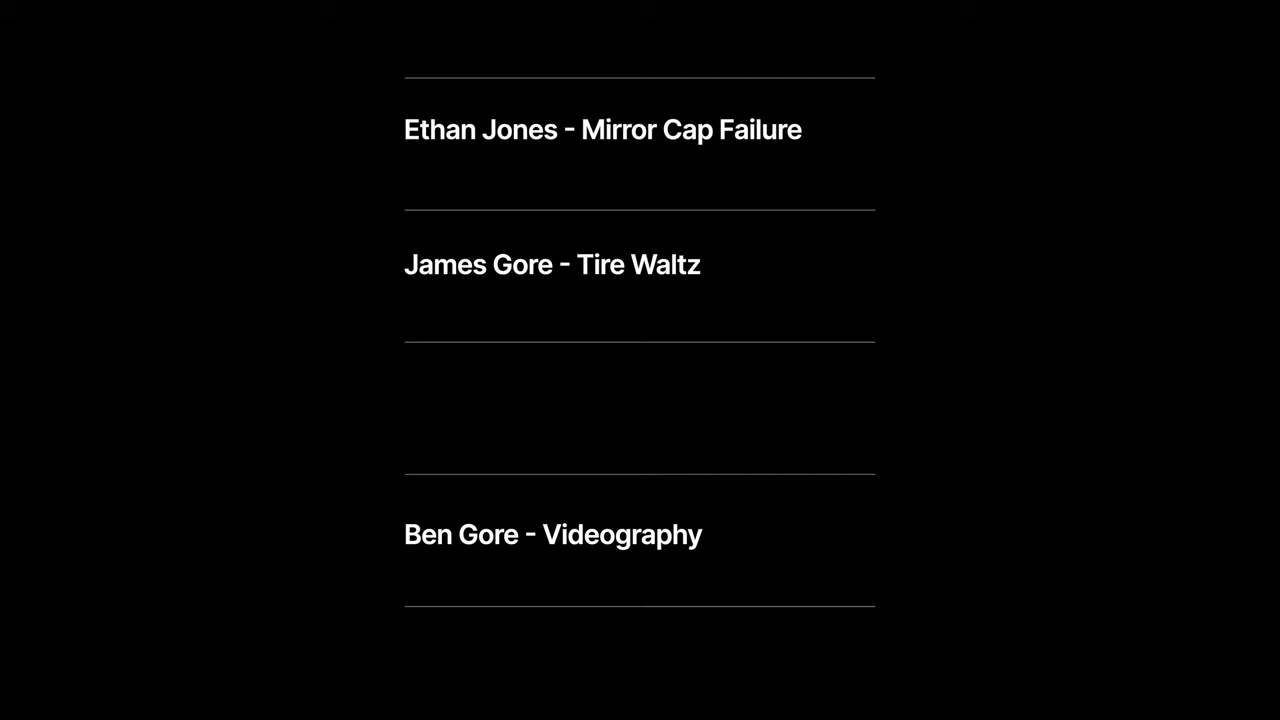 Ethan Jones - Mirror Cap Failure
James Gore - Tire Waltz
Ben Gore - Videography